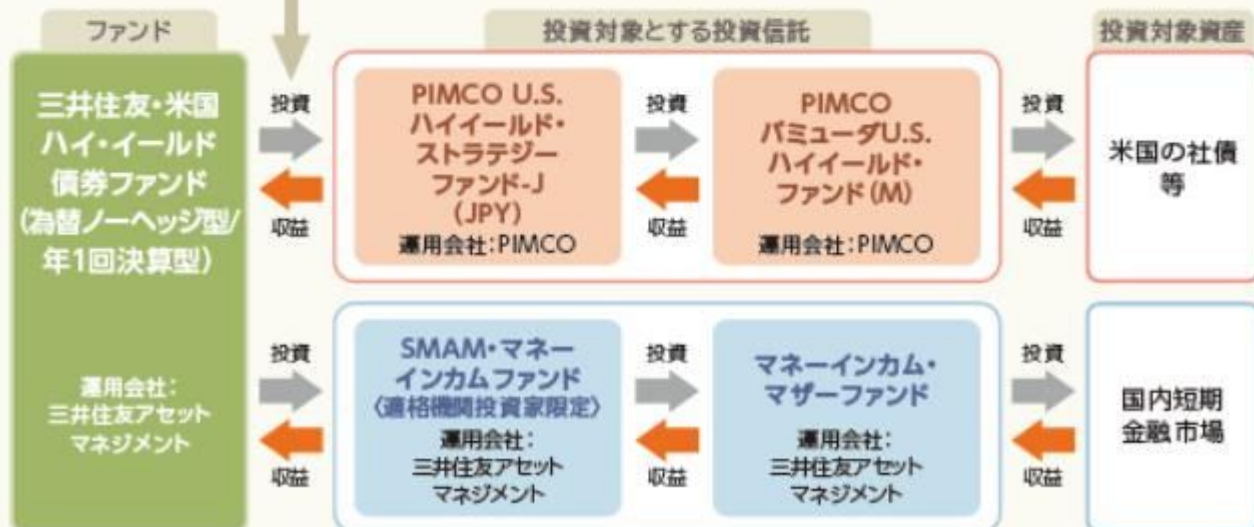 ファンド
投資対象とする投資信託
投資対象資産
三井住友・米国
ハイ・イールド
債券ファンド
(為替ノーヘッジ型/
年1回決算型)
運用会社:
三井住友アセット
マネジメント
投資
収益
PIMCO U.S.
ハイイールド・
ストラテジー
ファンド-J
(JPY)
運用会社:PIMCO
投資
収益
PIMCO
バミューダU.S.
ハイイールド・
ファンド(M)
運用会社:PIMCO
投資
収益
米国の社債
等
投資
収益
SMAM・マネー
インカムファンド
〈適格機関投資家限定〉
運用会社:
三井住友アセット
マネジメント
投資
収益
マネーインカム・
マザーファンド
運用会社:
三井住友アセット
マネジメント
投資
収益
国内短期
金融市場